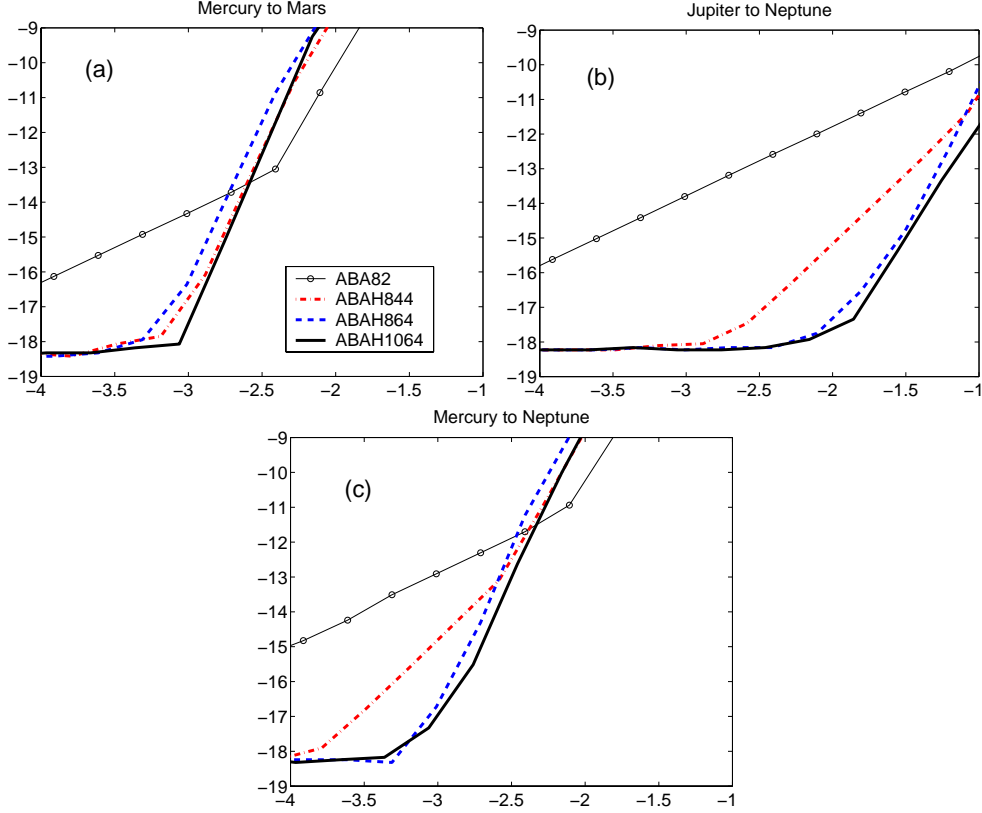 Mercury to Mars
−9
−10
−11
−12
−13
−14
−15
−16
−17
−18
−19
(a)
ABA82
ABAH844
ABAH864
ABAH1064
−4 −3.5 −3 −2.5 −2 −1.5 −1
Jupiter to Neptune
−9
−10
−11
−12
−13
−14
−15
−16
−17
−18
−19
(b)
−4 −3.5 −3 −2.5 −2 −1.5 −1
Mercury to Neptune
−9
−10
−11
−12
−13
−14
−15
−16
−17
−18
−19
(c)
−4 −3.5 −3 −2.5 −2 −1.5 −1